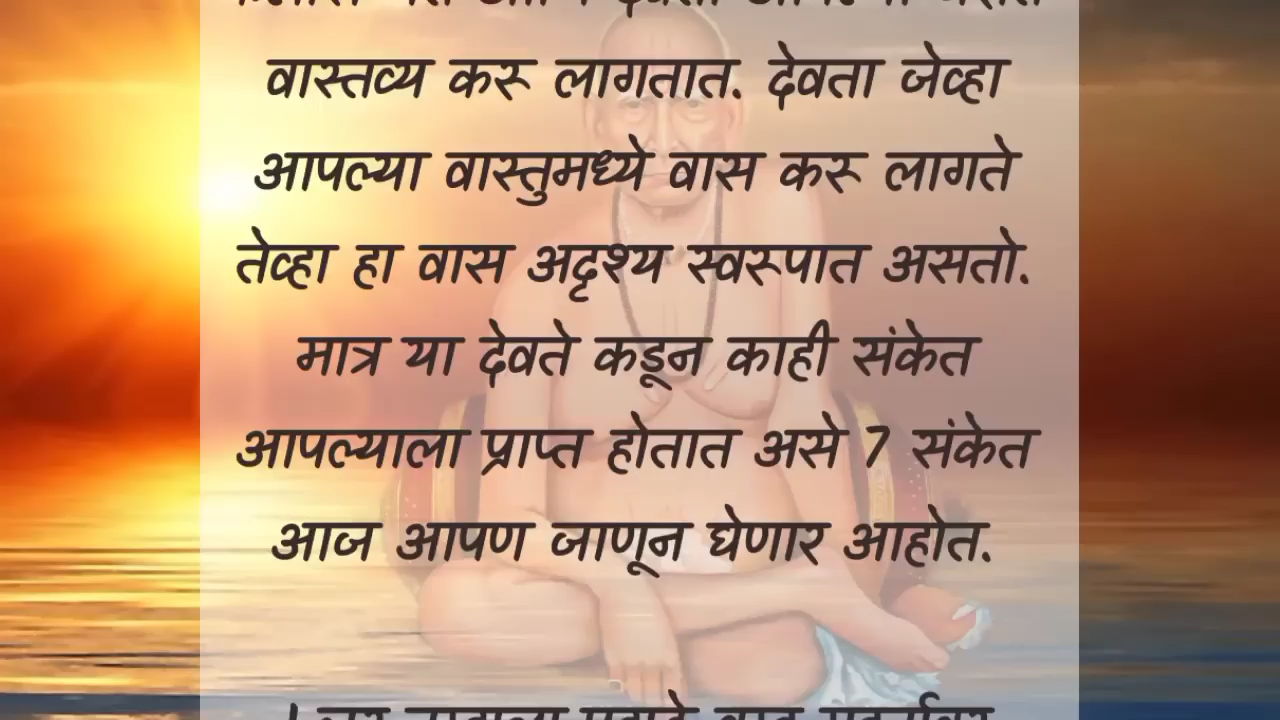 वास्तव्य करू लागतात. देवता जेव्हा
आपल्या वास्तुमध्ये वास करू लागते
तेव्हा हा वास अदृश्य स्वरूपात असतो.
मात्र या देवते कडून काही संकेत
आपल्याला प्राप्त होतात असे 7 संकेत
आज आपण जाणून घेणार आहोत.